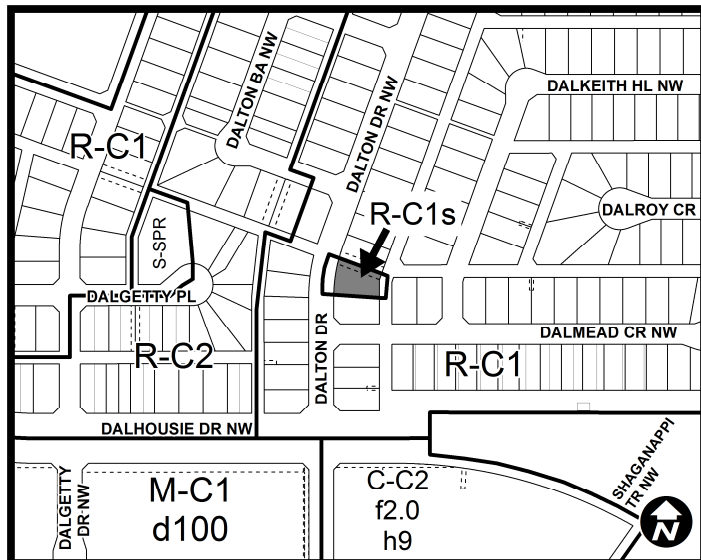 DALTON BA NW
DALTON DR NW
DALKEITH HL NW
R-C1
R-C1s
DALROY CR
S-SPR
DALGETTY PL
DALTON DR
DALMEAD CR NW
R-C2
R-C1
DALHOUSIE DR NW
DALGETTY
DR NW
M-C1
d100
C-C2
f2.0
h9
SHAGANAPPI
TR NW
N